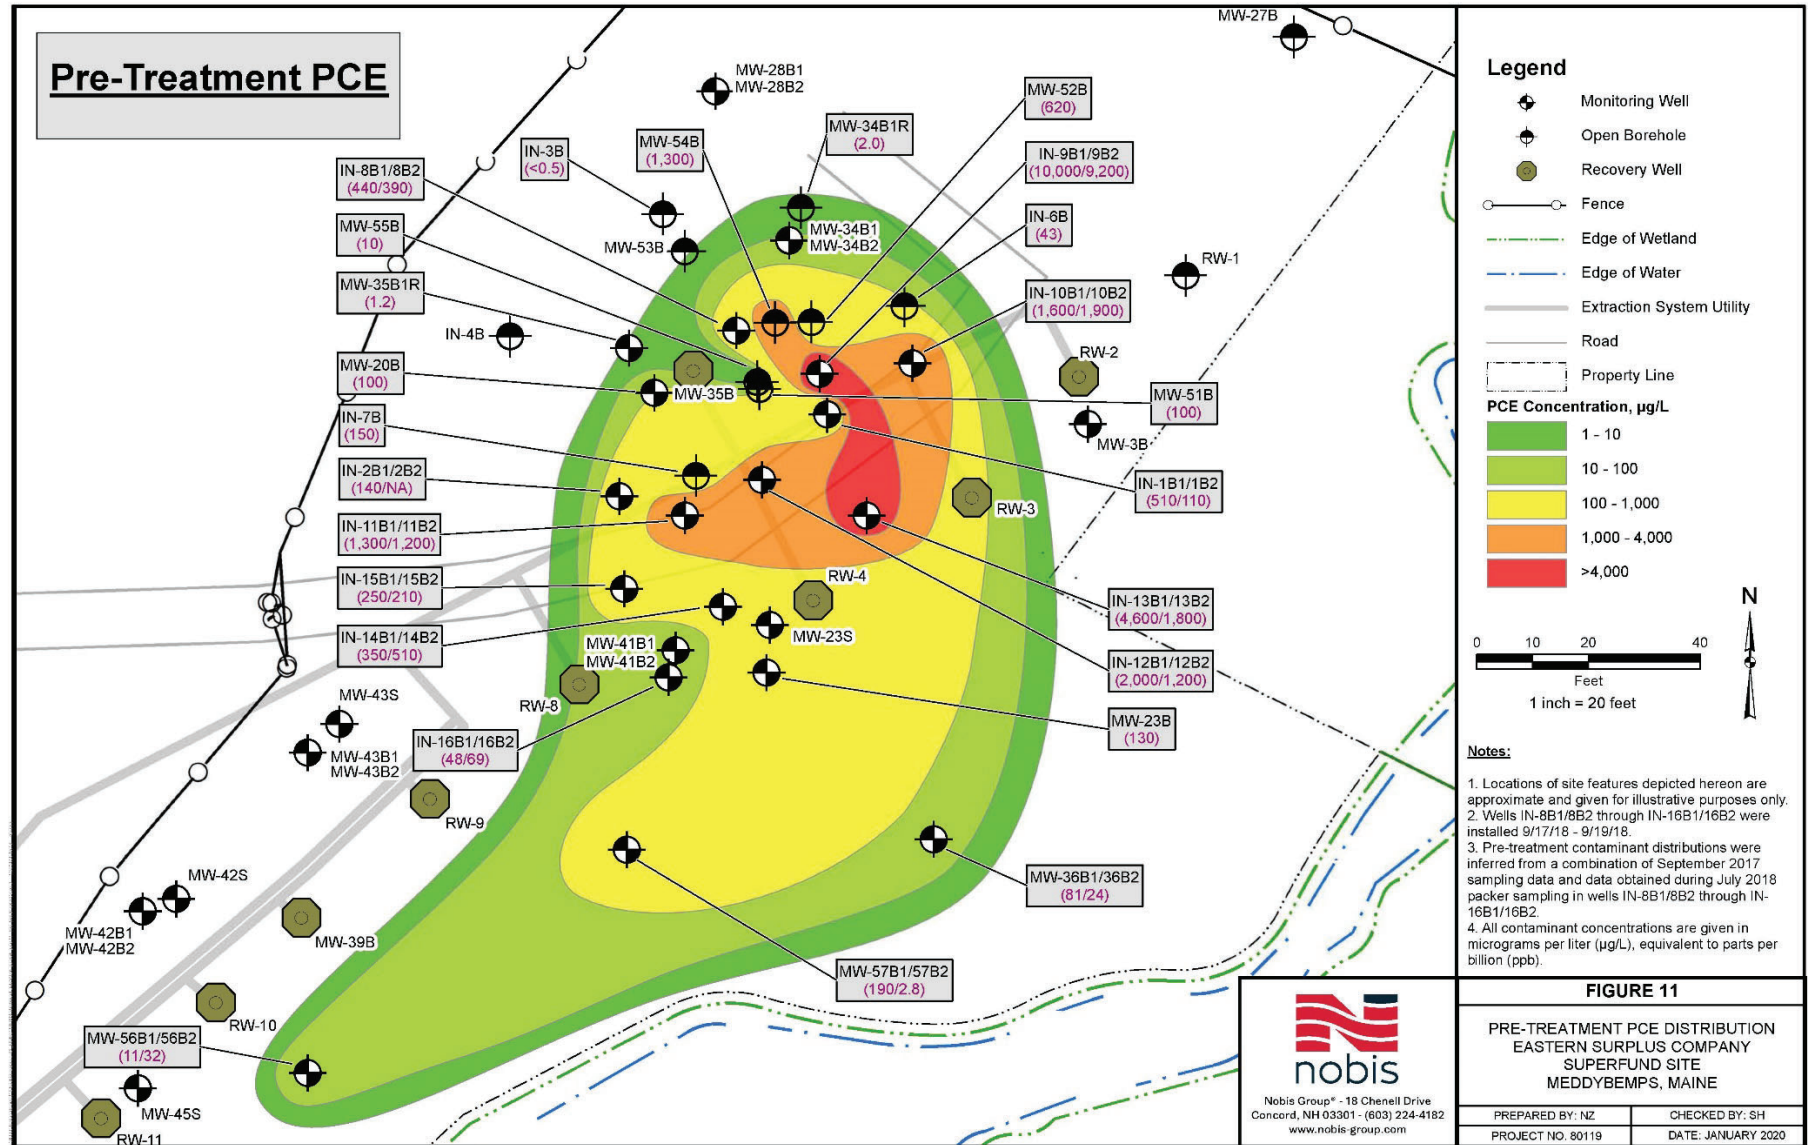 Pre-Treatment PCE
MW-27B
MW-28B1
MW-28B2
MW-52B
(620)
MW-34B1R
(2.0)
MW-54B
(1,300)
IN-3B
(<0.5)
IN-9B1/9B2
(10,000/9,200)
IN-8B1/8B2
(440/390)
IN-6B
(43)
MW-55B
(10)
MW-53B
MW-34B1
MW-34B2
RW-1
MW-35B1R
(1.2)
IN-10B1/10B2
(1,600/1,900)
IN-4B
RW-2
MW-20B
(100)
MW-35B
MW-51B
(100)
IN-7B
(150)
MW-3B
IN-2B1/2B2
(140/NA)
IN-1B1/1B2
(510/110)
RW-3
IN-11B1/11B2
(1,300/1,200)
IN-15B1/15B2
(250/210)
RW-4
IN-13B1/13B2
(4,600/1,800)
IN-14B1/14B2
(350/510)
MW-23S
MW-41B1
MW-41B2
IN-12B1/12B2
(2,000/1,200)
MW-43S
RW-8
MW-23B
(130)
IN-16B1/16B2
(48/69)
MW-43B1
MW-43B2
RW-9
MW-42S
MW-36B1/36B2
(81/24)
MW-42B1
MW-42B2
MW-39B
MW-57B1/57B2
(190/2.8)
RW-10
MW-56B1/56B2
(11/32)
MW-45S
RW-11
Legend
Monitoring Well
Open Borehole
Recovery Well
Fence
Edge of Wetland
Edge of Water
Extraction System Utility
Road
Property Line
PCE Concentration, µg/L
1 - 10
10 - 100
100 - 1,000
1,000 - 4,000
>4,000
N
0 10 20 40
Feet
1 inch = 20 feet
Notes:
1. Locations of site features depicted hereon are
approximate and given for illustrative purposes only.
2. Wells IN-8B1/8B2 through IN-16B1/16B2 were
installed 9/17/18 - 9/19/18.
3. Pre-treatment contaminant distributions were
inferred from a combination of September 2017
sampling data and data obtained during July 2018
packer sampling in wells IN-8B1/8B2 through IN-
16B1/16B2.
4. All contaminant concentrations are given in
micrograms per liter (µg/L), equivalent to parts per
billion (ppb).
nobis
Nobis Group® - 18 Chenell Drive
Concord, NH 03301 - (603) 224-4182
www.nobis-group.com
FIGURE 11
PRE-TREATMENT PCE DISTRIBUTION
EASTERN SURPLUS COMPANY
SUPERFUND SITE
MEDDYBEMPS, MAINE
PREPARED BY: NZ
CHECKED BY: SH
PROJECT NO. 80119
DATE: JANUARY 2020